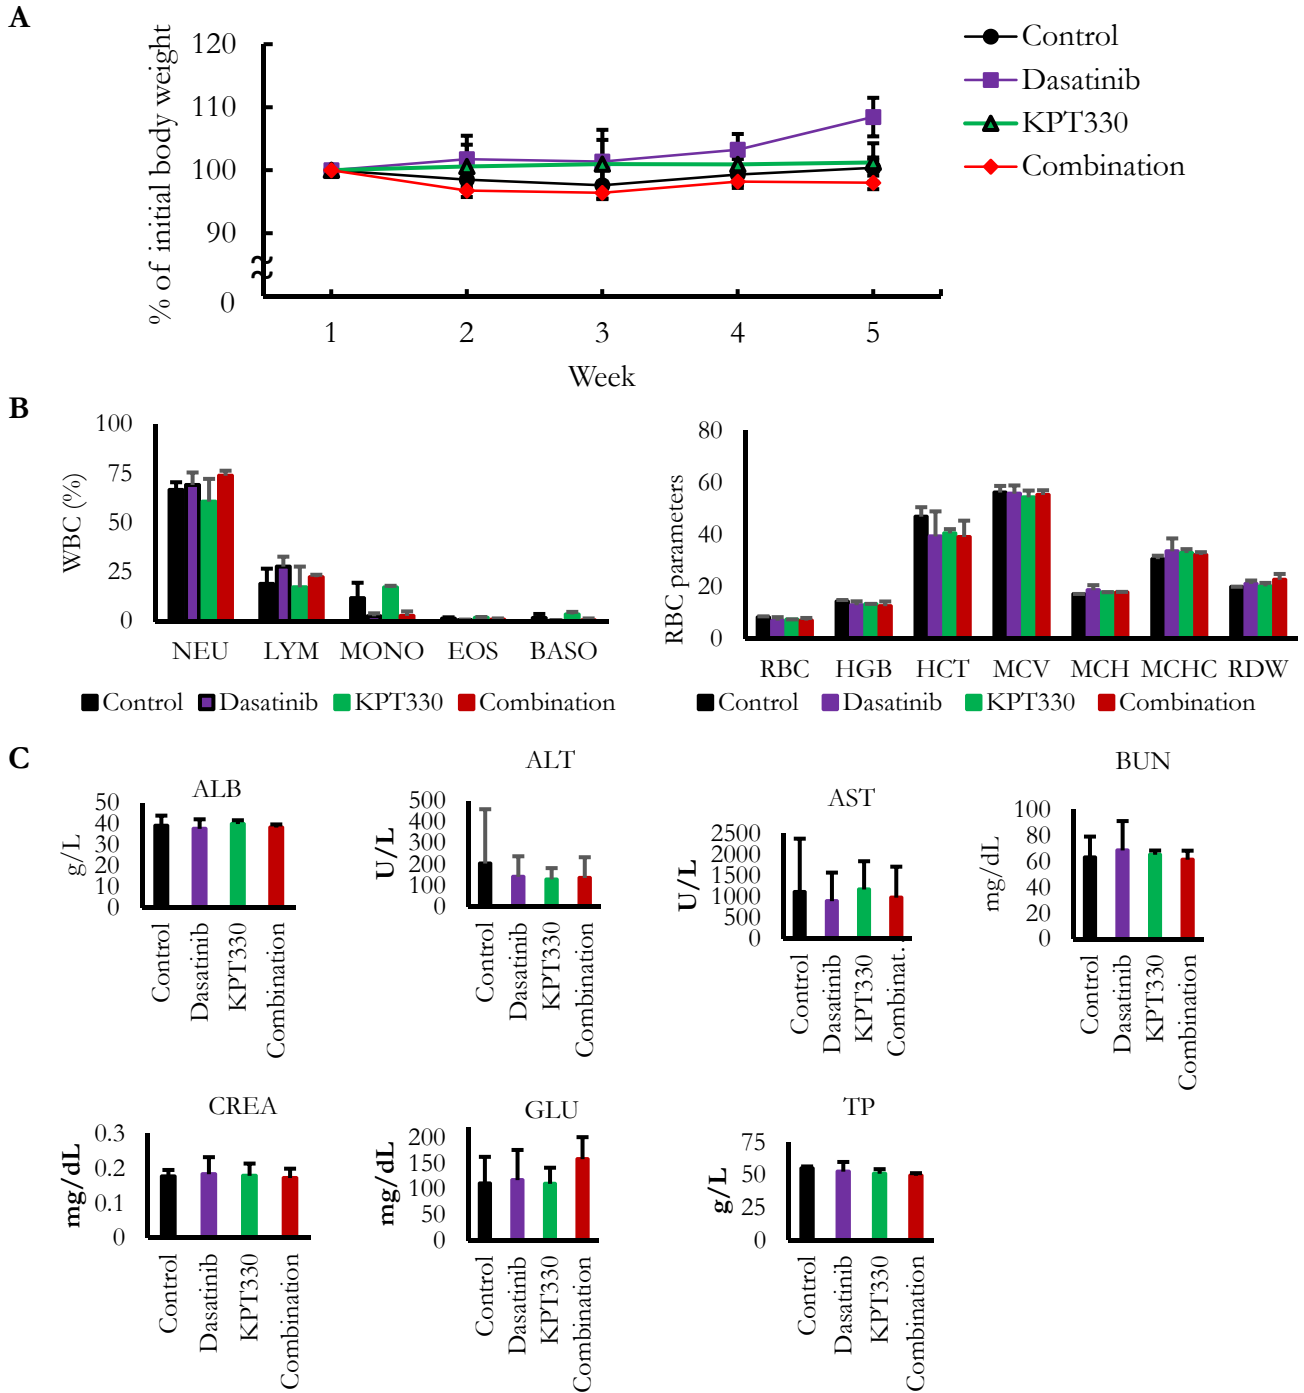 A
% of initial body weight
120
110
100
90
0
1 2 3 4 5
Week
Control
Dasatinib
KPT330
Combination
B
WBC (%)
100
75
50
25
0
NEU LYM MONO EOS BASO
Control Dasatinib KPT330 Combination
RBC parameters
80
60
40
20
0
RBC HGB HCT MCV MCH MCHC RDW
Control Dasatinib KPT330 Combination
C
ALB
g/L
50
40
30
20
10
0
Control
Dasatinib
KPT330
Combination
ALT
U/L
500
400
300
200
100
0
Control
Dasatinib
KPT330
Combination
AST
U/L
2500
2000
1500
1000
500
0
Control
Dasatinib
KPT330
Combinat..
BUN
mg/dL
100
80
60
40
20
0
Control
Dasatinib
KPT330
Combination
CREA
mg/dL
0.3
0.2
0.1
0
Control
Dasatinib
KPT330
Combination
GLU
mg/dL
200
150
100
50
0
Control
Dasatinib
KPT330
Combination
TP
g/L
75
50
25
0
Control
Dasatinib
KPT330
Combination